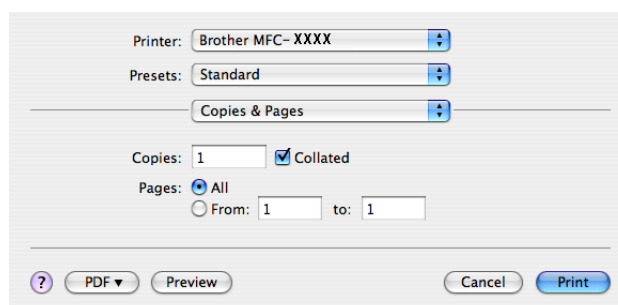 Printer: Brother MFC- XXXX
Presets: Standard
Copies & Pages
Copies: 1 Collated
Pages: All
From: 1 to: 1
? PDF ▼ Preview Cancel Print